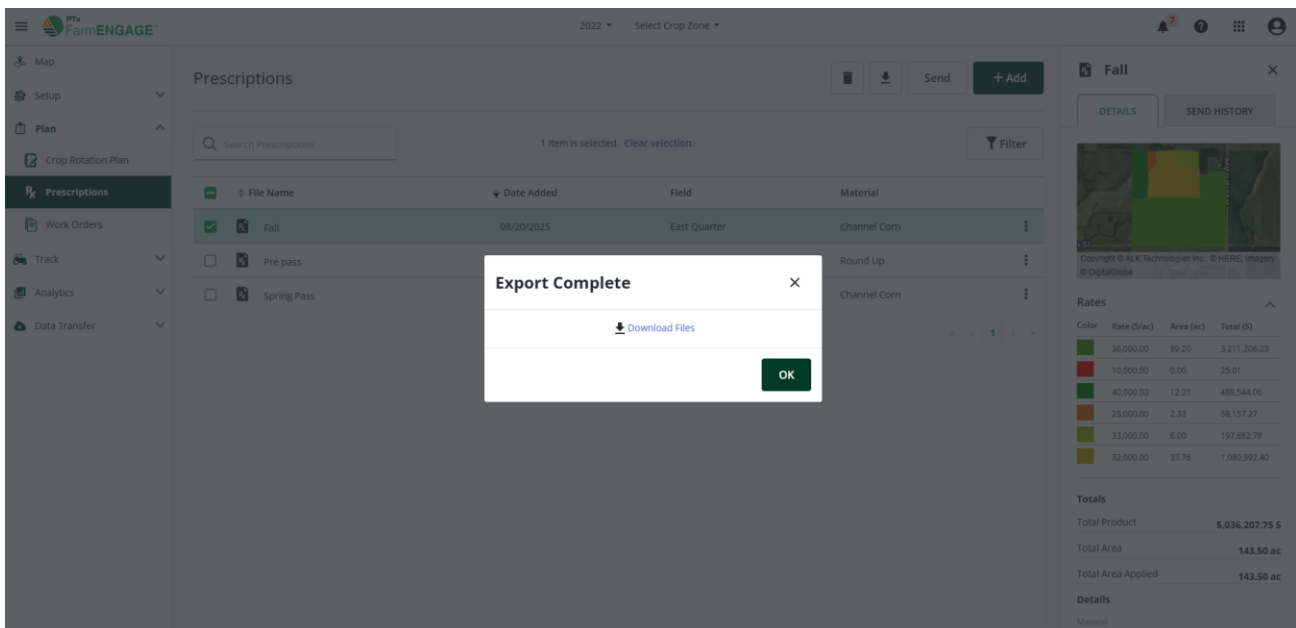 PTx
FarmENGAGE
2022
Select Crop Zone
7
Map
Setup
Plan
Crop Rotation Plan
Prescriptions
Work Orders
Track
Analytics
Data Transfer
Prescriptions
Send
+ Add
Search Prescriptions
1 item is selected. Clear selection.
Filter
File Name Date Added Field Material
Fall 08/20/2025 East Quarter Channel Corn
Pre pass Round Up
Spring Pass Channel Corn
« < 1 > »
Export Complete
Download Files
OK
Fall
DETAILS SEND HISTORY
Copyright © ALK Technologies Inc., © HERE, Imagery
© DigitalGlobe
Rates
Color Rate (S/ac) Area (ac) Total (S)
36,000.00 89.20 3,211,206.23
10,000.00 0.00 25.01
40,000.00 12.21 488,544.06
25,000.00 2.33 58,157.27
33,000.00 6.00 197,882.78
32,000.00 33.76 1,080,392.40
Totals
Total Product 5,036,207.75 S
Total Area 143.50 ac
Total Area Applied 143.50 ac
Details
Material